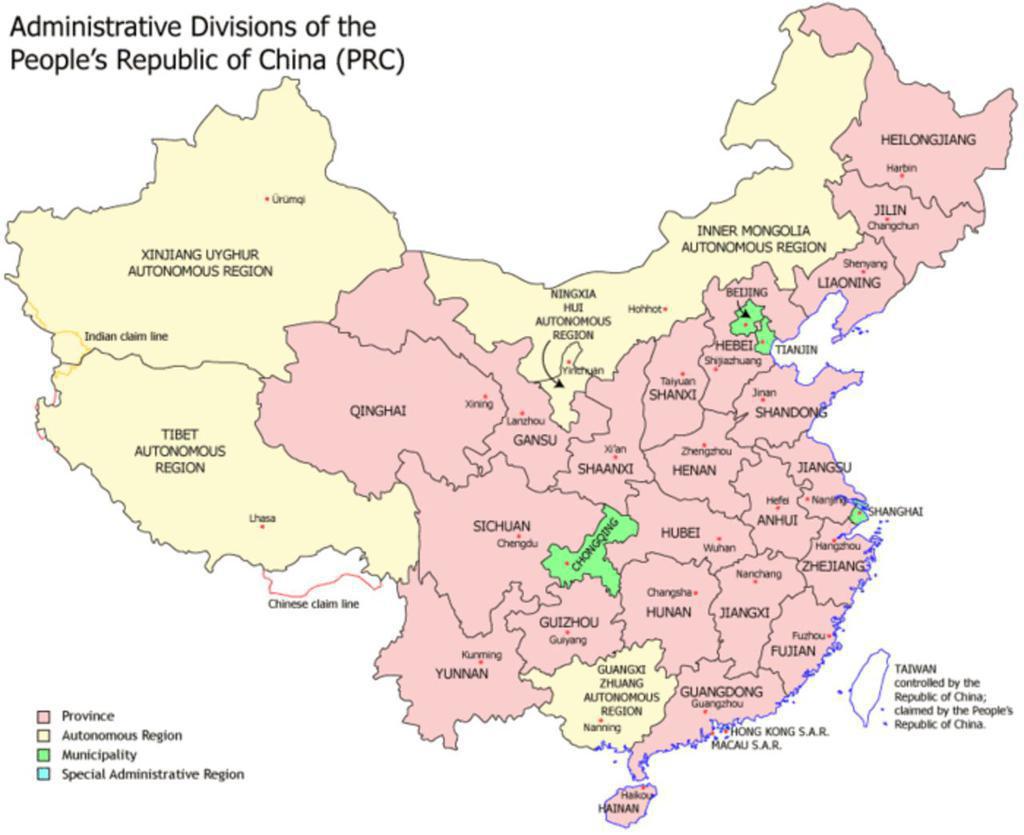 Administrative Divisions of the
People's Republic of China (PRC)
HEILONGJIANG
Harbin
JILIN
Changchun
Shenyang
LIAONING
INNER MONGOLIA
AUTONOMOUS REGION
Hohhot
Ürümqi
XINJIANG UYGHUR
AUTONOMOUS REGION
Indian claim line
NINGXIA
HUI
AUTONOMOUS
REGION
Yinchuan
BEIJING
HEBEI
TIANJIN
Shijiazhuang
Taiyuan
SHANXI
Jinan
SHANDONG
QINGHAI
Xining
Lanzhou
GANSU
Xi'an
SHAANXI
Zhengzhou
HENAN
TIBET
AUTONOMOUS
REGION
Lhasa
Chinese claim line
JIANGSU
Nanjing
Hefei
ANHUI
SHANGHAI
SICHUAN
Chengdu
CHONGQING
HUBEI
Wuhan
Hangzhou
ZHEJIANG
Changsha
HUNAN
Nanchang
JIANGXI
GUIZHOU
Guiyang
Fuzhou
FUJIAN
Kunming
YUNNAN
GUANGXI
ZHUANG
AUTONOMOUS
REGION
Nanning
GUANGDONG
Guangzhou
HONG KONG S.A.R.
MACAU S.A.R.
Haikou
HAINAN
TAIWAN
controlled by the
Republic of China;
claimed by the People's
Republic of China.
Province
Autonomous Region
Municipality
Special Administrative Region